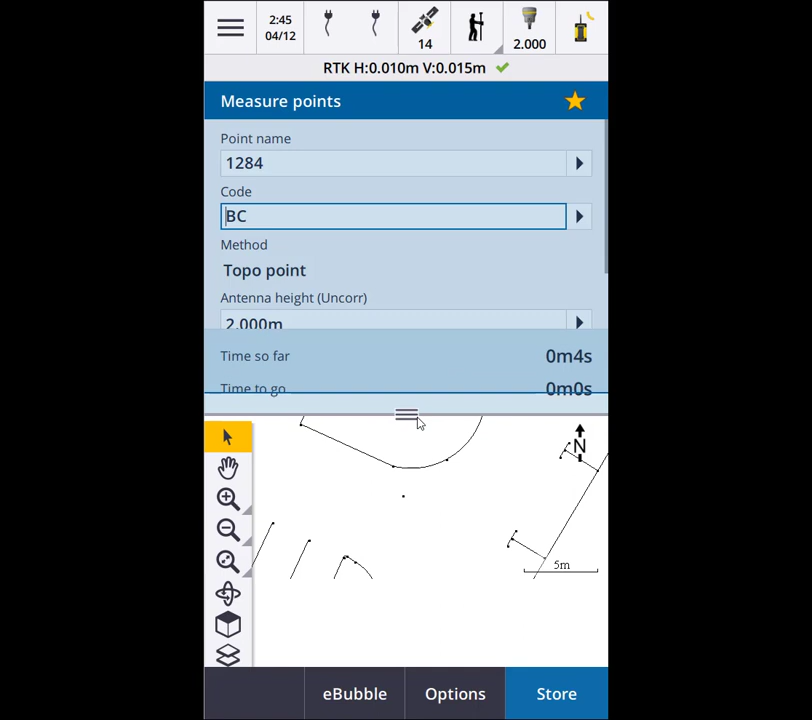 2:45
04/12
14
2.000
RTK H:0.010m V:0.015m
Measure points
Point name
1284
Code
BC
Method
Topo point
Antenna height (Uncorr)
2.000m
Time so far
0m4s
Time to go
0m0s
N
5m
eBubble
Options
Store